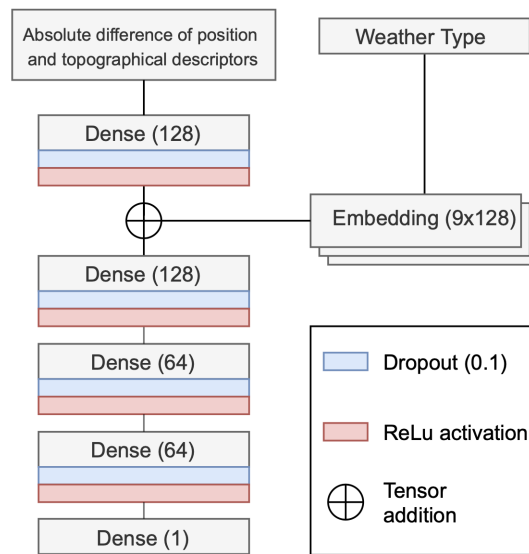 Absolute difference of position
and topographical descriptors
Weather Type
Dense (128)
Embedding (9x128)
Dense (128)
Dense (64)
Dense (64)
Dense (1)
Dropout (0.1)
ReLu activation
Tensor
addition